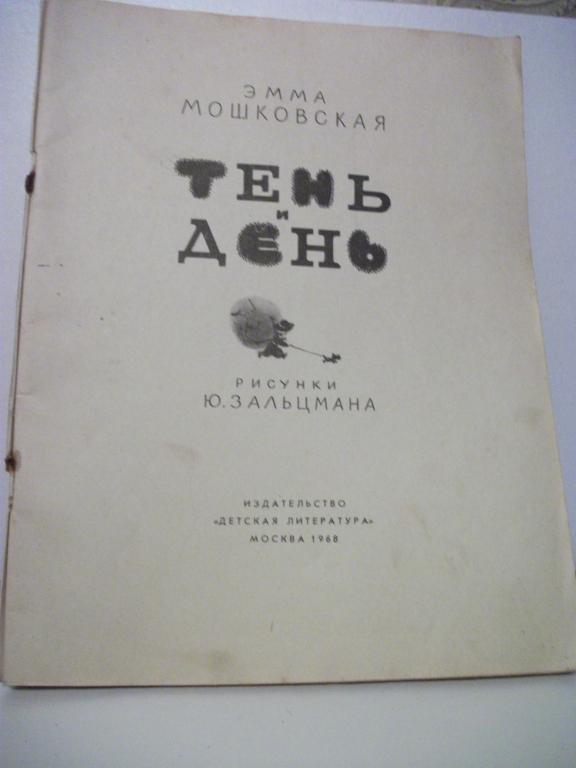 ЭММА
МОШКОВСКАЯ
ТЕНЬ
И
ДЕНЬ
РИСУНКИ
Ю. ЗАЛЬЦМАНА
ИЗДАТЕЛЬСТВО
«ДЕТСКАЯ ЛИТЕРАТУРА»
МОСКВА 1968